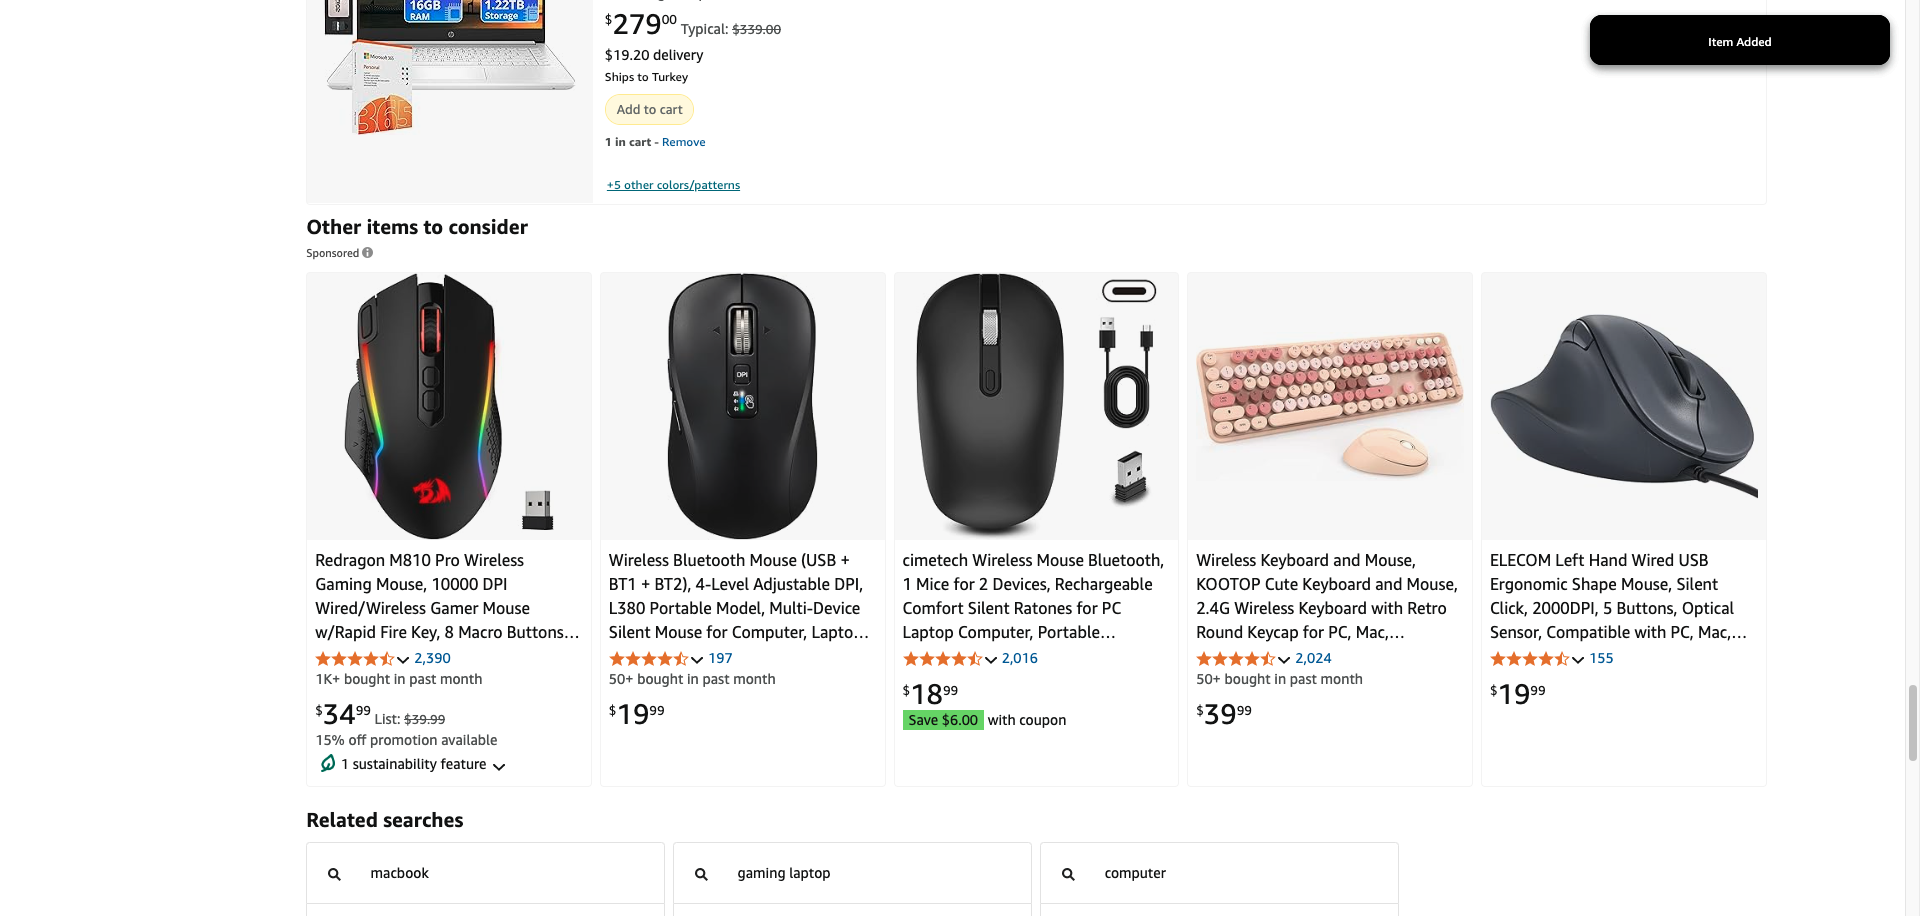 16GB
RAM
1.22TB
Storage
Microsoft 365
Personal
365
$279.00 Typical: $339.00
$19.20 delivery
Ships to Turkey
Add to cart
1 in cart - Remove
+5 other colors/patterns
Item Added
Other items to consider
Sponsored
DPI
Redragon M810 Pro Wireless
Gaming Mouse, 10000 DPI
Wired/Wireless Gamer Mouse
w/Rapid Fire Key, 8 Macro Buttons…
2,390
1K+ bought in past month
$34.99 List: $39.99
15% off promotion available
1 sustainability feature
Wireless Bluetooth Mouse (USB +
BT1 + BT2), 4-Level Adjustable DPI,
L380 Portable Model, Multi-Device
Silent Mouse for Computer, Lapto…
197
50+ bought in past month
$19.99
cimetech Wireless Mouse Bluetooth,
1 Mice for 2 Devices, Rechargeable
Comfort Silent Ratones for PC
Laptop Computer, Portable…
2,016
$18.99
Save $6.00 with coupon
Wireless Keyboard and Mouse,
KOOTOP Cute Keyboard and Mouse,
2.4G Wireless Keyboard with Retro
Round Keycap for PC, Mac,…
2,024
50+ bought in past month
$39.99
ELECOM Left Hand Wired USB
Ergonomic Shape Mouse, Silent
Click, 2000DPI, 5 Buttons, Optical
Sensor, Compatible with PC, Mac,…
155
$19.99
Related searches
macbook
gaming laptop
computer